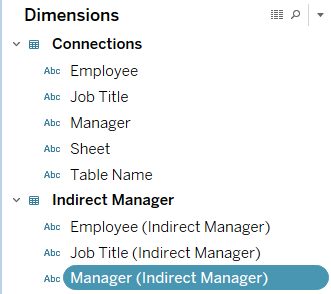 Dimensions
Connections
Abc Employee
Abc Job Title
Abc Manager
Abc Sheet
Abc Table Name
Indirect Manager
Abc Employee (Indirect Manager)
Abc Job Title (Indirect Manager)
Abc Manager (Indirect Manager)